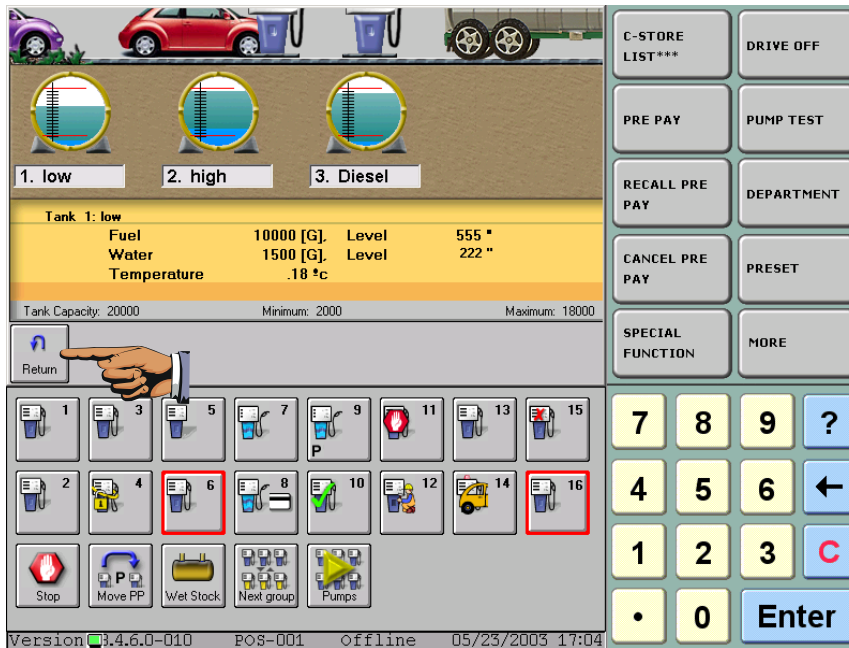 C-STORE LIST***
DRIVE OFF
PRE PAY
PUMP TEST
RECALL PRE PAY
DEPARTMENT
CANCEL PRE PAY
PRESET
SPECIAL FUNCTION
MORE
1. low
2. high
3. Diesel
Tank 1: low
Fuel 10000 [G], Level 555 "
Water 1500 [G], Level 222 "
Temperature .18 ºc
Tank Capacity: 20000 Minimum: 2000 Maximum: 18000
Return
1 3 5 7 9 11 13 15
P
2 4 6 8 10 12 14 16
P
Stop Move PP Wet Stock Next group Pumps
7 8 9 ?
4 5 6 ←
1 2 3 C
• 0 Enter
Version 3.4.6.0-010 POS-001 Offline 05/23/2003 17:04